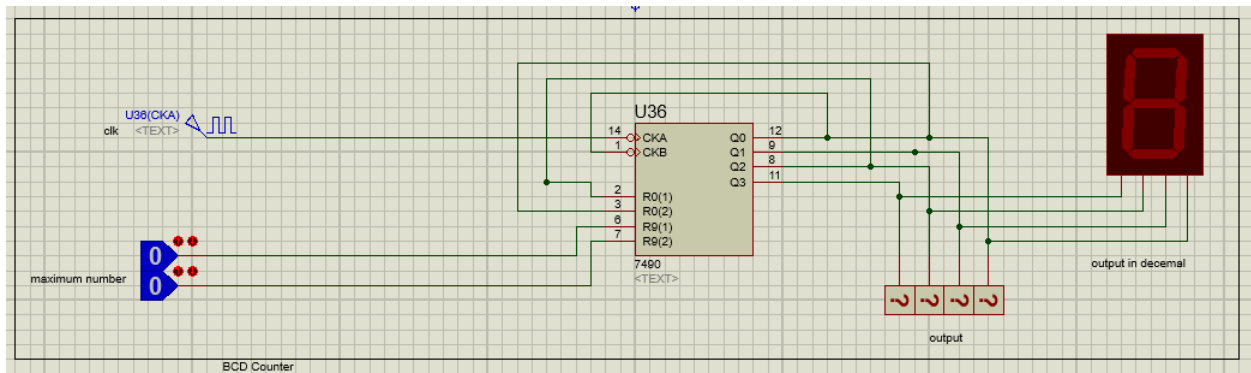 U36(CKA)
clk
<TEXT>
U36
14
CKA
1
CKB
2
R0(1)
3
R0(2)
6
R9(1)
7
R9(2)
Q0
12
Q1
9
Q2
8
Q3
11
7490
<TEXT>
0
0
maximum number
8
output in decemal
? ? ? ?
output
BCD Counter